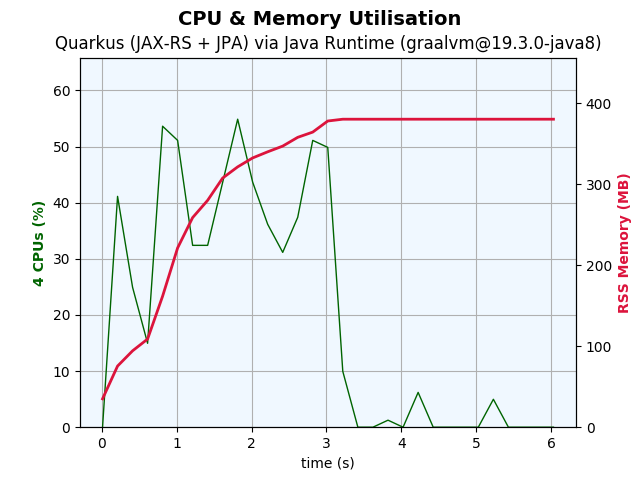 CPU & Memory Utilisation
Quarkus (JAX-RS + JPA) via Java Runtime (graalvm@19.3.0-java8)
60
50
40
30
20
10
0
4 CPUs (%)
400
300
200
100
0
RSS Memory (MB)
0 1 2 3 4 5 6
time (s)